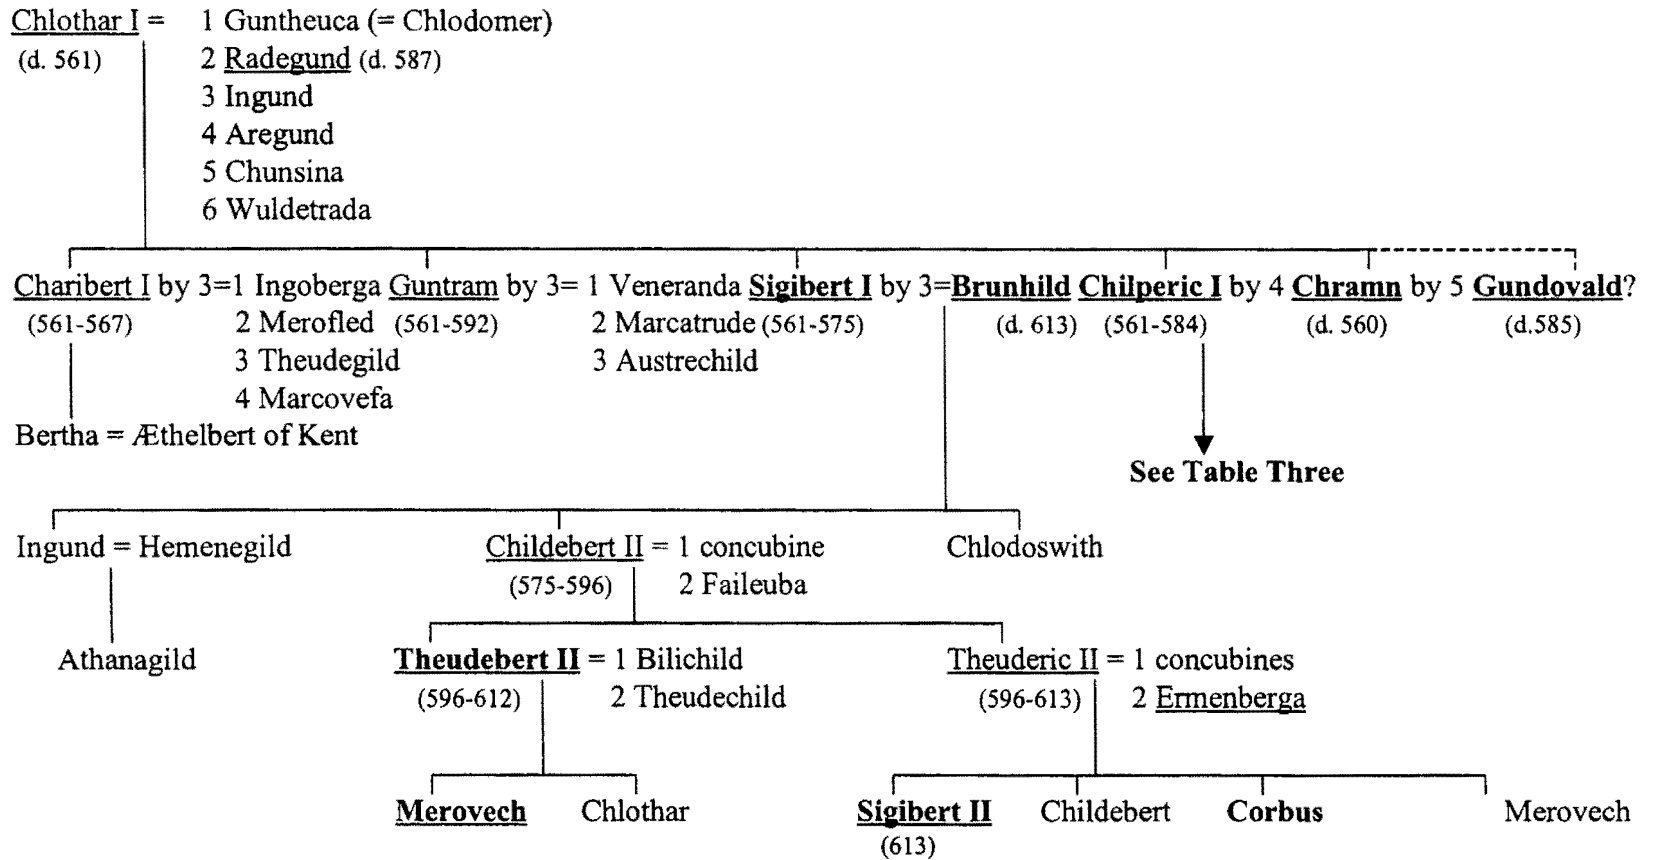 Chlothar I = 1 Guntheuca (= Chlodomer)
(d. 561) 2 Radegund (d. 587)
3 Ingund
4 Aregund
5 Chunsina
6 Wuldetrada
Charibert I by 3=1 Ingoberga Guntram by 3= 1 Veneranda Sigibert I by 3=Brunhild Chilperic I by 4 Chramn by 5 Gundovald?
(561-567) 2 Merofled (561-592) 2 Marcatrude (561-575) (d. 613) (561-584) (d. 560) (d.585)
3 Theudegild 3 Austrechild
4 Marcovefa
Bertha = Æthelbert of Kent
See Table Three
Ingund = Hemenegild Childebert II = 1 concubine Chlodoswith
(575-596) 2 Faileuba
Athanagild Theudebert II = 1 Bilichild Theuderic II = 1 concubines
(596-612) 2 Theudechild (596-613) 2 Ermenberga
Merovech Chlothar Sigibert II Childebert Corbus Merovech
(613)